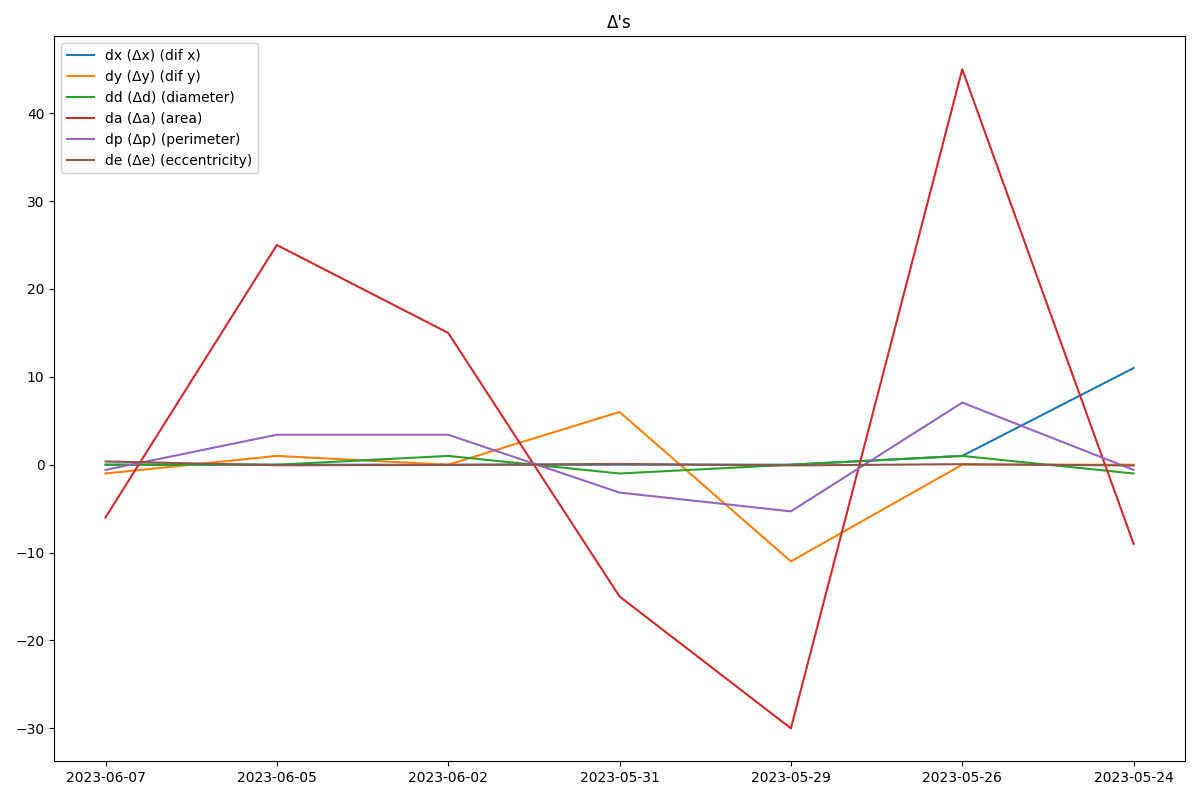 Δ's
dx (Δx) (dif x)
dy (Δy) (dif y)
dd (Δd) (diameter)
da (Δa) (area)
dp (Δp) (perimeter)
de (Δe) (eccentricity)
40
30
20
10
0
−10
−20
−30
2023-06-07 2023-06-05 2023-06-02 2023-05-31 2023-05-29 2023-05-26 2023-05-24